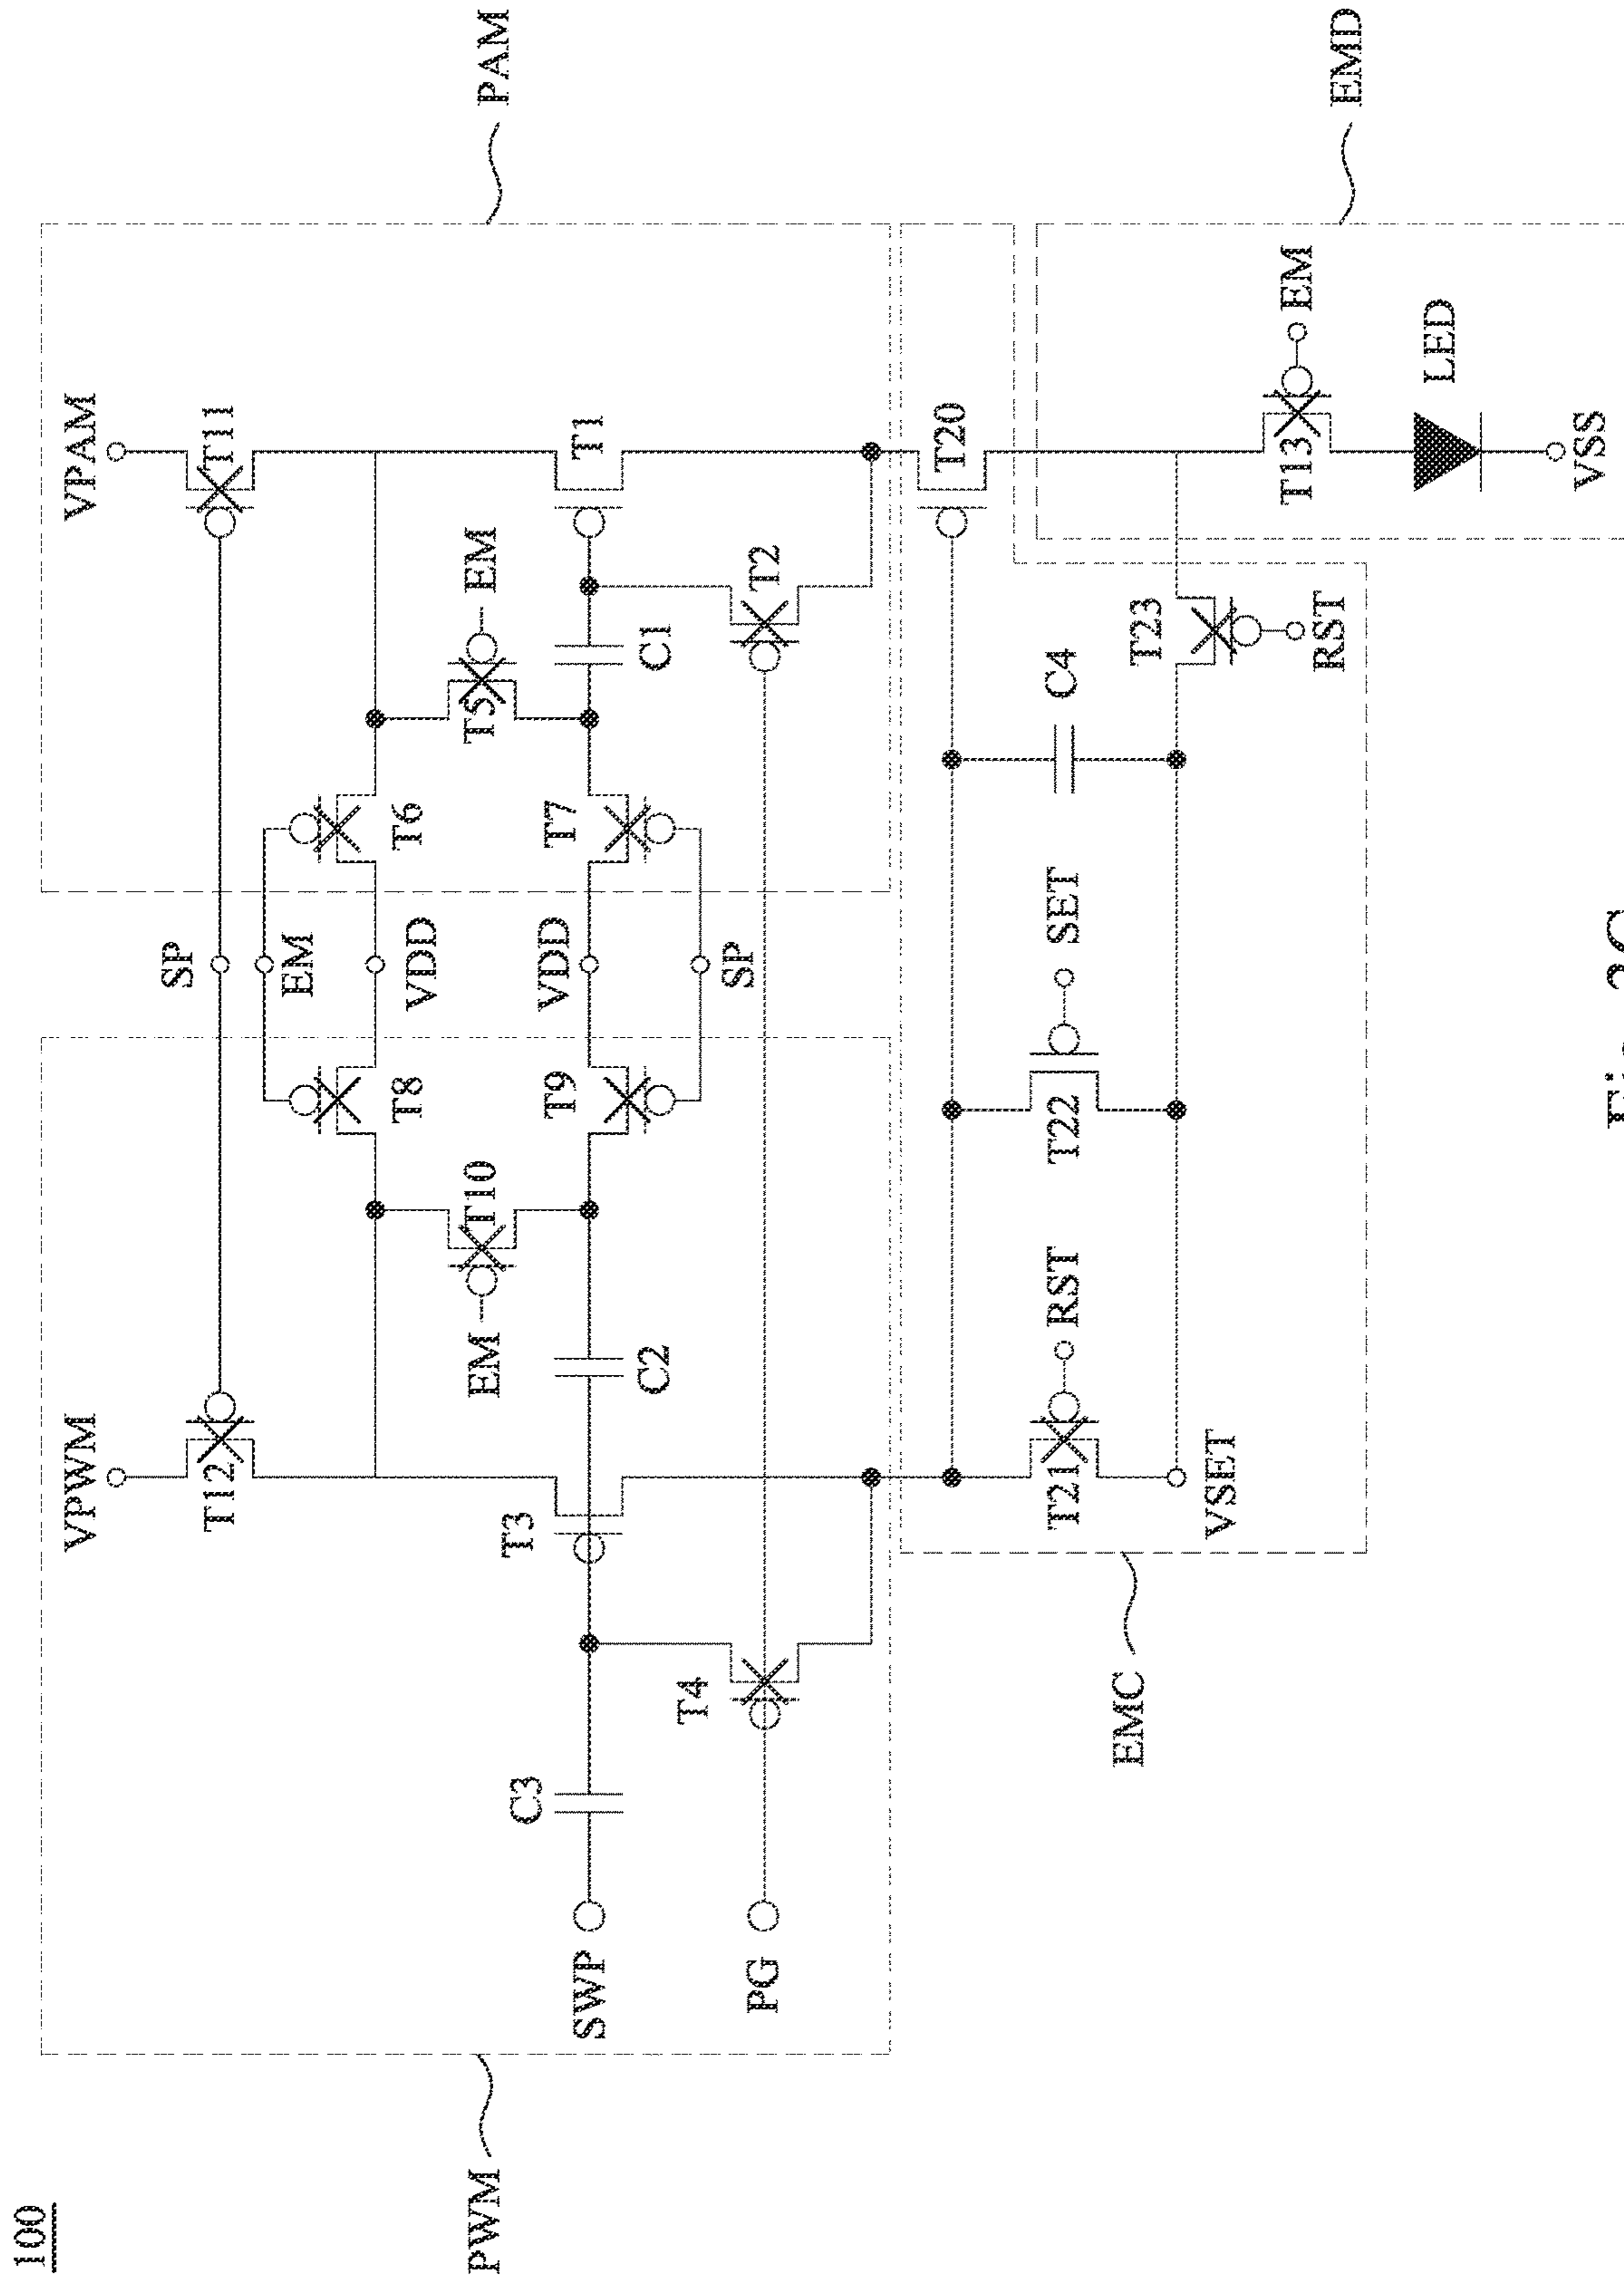 100
PWM
PAM
VPWM
VPAM
T12
SP
T11
EM
T8
VDD
T6
EM
T10
T5
EM
T3
C2
T9
VDD
T7
C1
T1
SP
SWP
C3
T4
T2
PG
T20
EMC
T21
RST
T22
SET
C4
T23
RST
VSET
EMD
T13
EM
LED
VSS